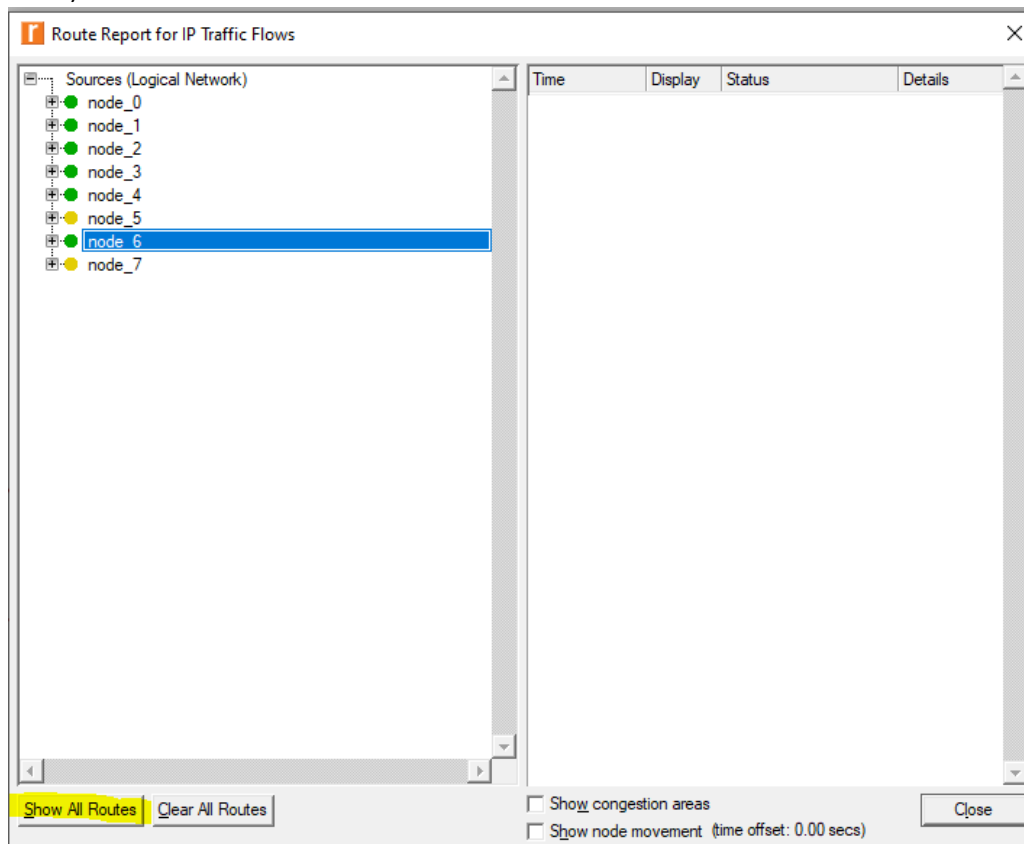 Route Report for IP Traffic Flows
Sources (Logical Network)
node_0
node_1
node_2
node_3
node_4
node_5
node_6
node_7
Time Display Status Details
Show All Routes Clear All Routes
Show congestion areas
Show node movement (time offset: 0.00 secs)
Close